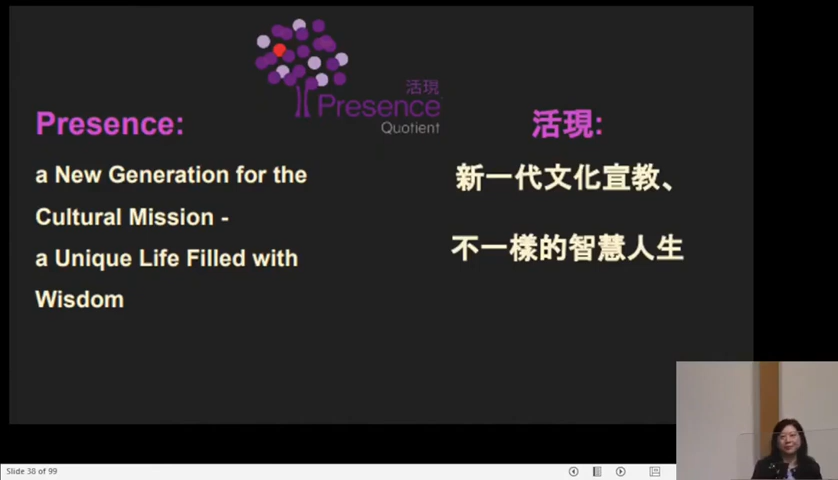 活現
Presence
Quotient
Presence:
a New Generation for the
Cultural Mission -
a Unique Life Filled with
Wisdom
活現:
新一代文化宣教、
不一樣的智慧人生
Slide 38 of 99